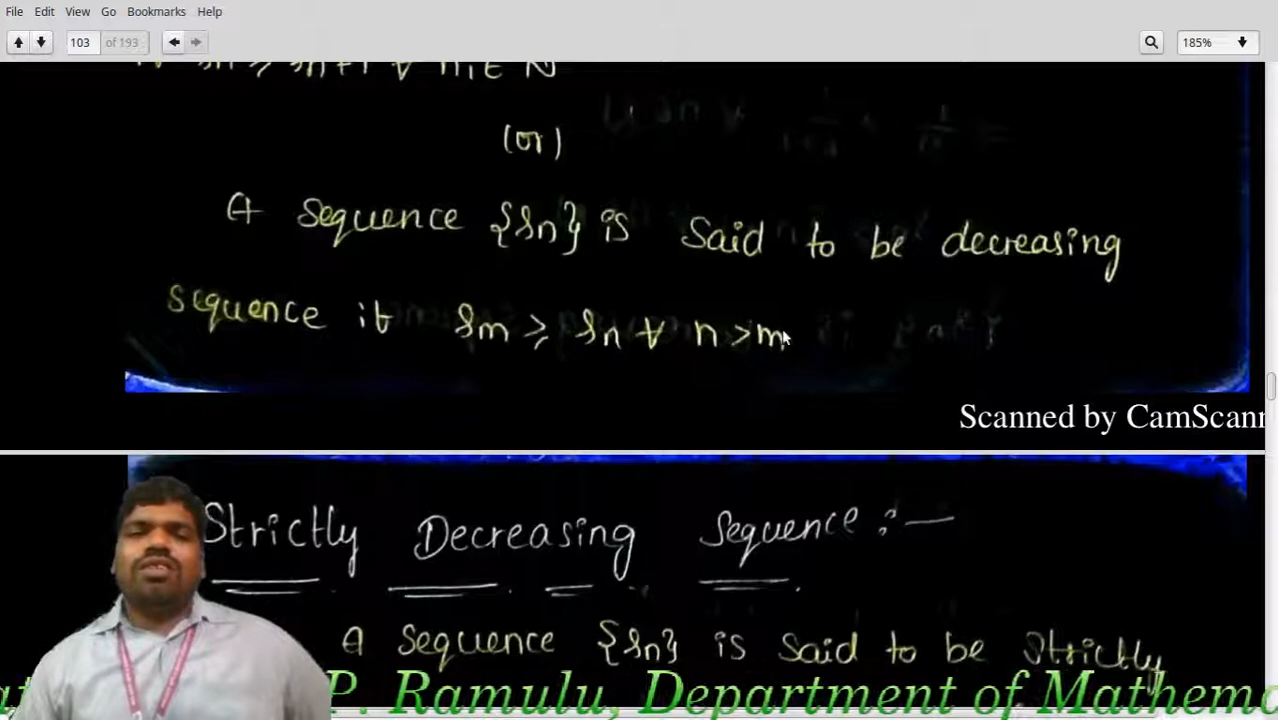 File Edit View Go Bookmarks Help
103 of 193
185%
(or)
A sequence {Sn} is said to be decreasing
sequence if Sm ≥ Sn ∀ n >m
Scanned by CamScann
Strictly Decreasing Sequence :—
A sequence {Sn} is said to be strictly
P. Ramulu, Department of Mathema